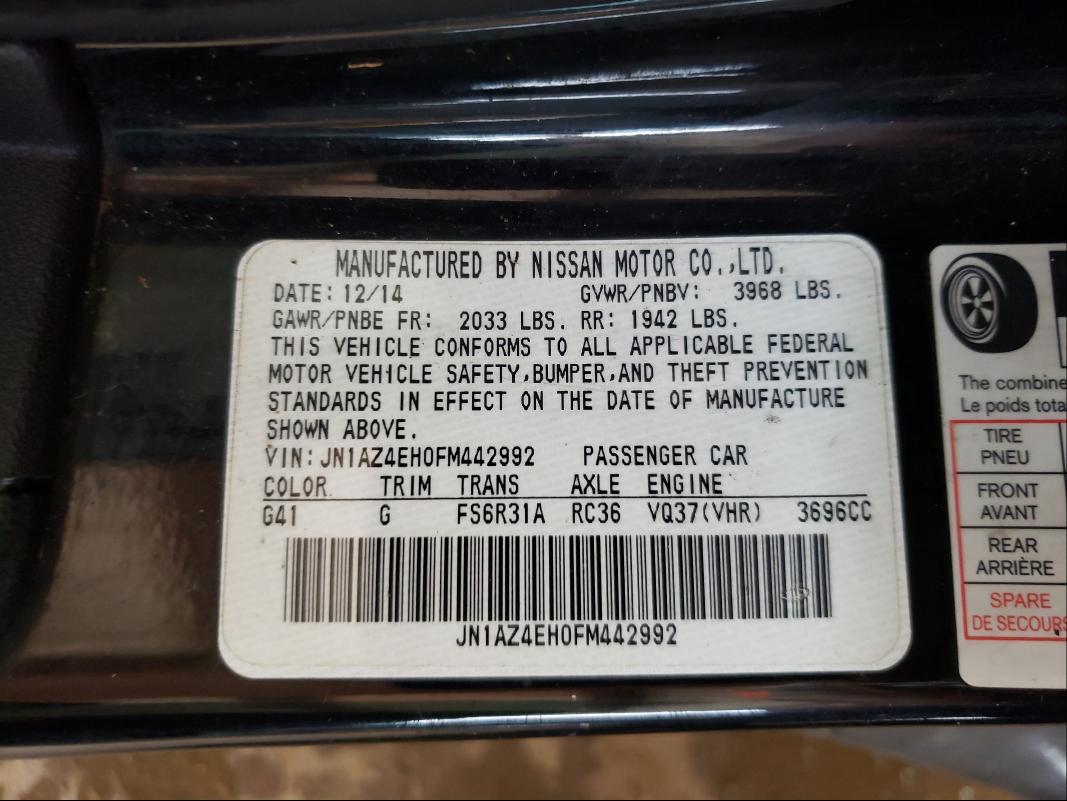 MANUFACTURED BY NISSAN MOTOR CO.,LTD.
DATE: 12/14 GVWR/PNBV: 3968 LBS.
GAWR/PNBE FR: 2033 LBS. RR: 1942 LBS.
THIS VEHICLE CONFORMS TO ALL APPLICABLE FEDERAL
MOTOR VEHICLE SAFETY,BUMPER,AND THEFT PREVENTION
STANDARDS IN EFFECT ON THE DATE OF MANUFACTURE
SHOWN ABOVE.
VIN: JN1AZ4EH0FM442992 PASSENGER CAR
COLOR TRIM TRANS AXLE ENGINE
G41 G FS6R31A RC36 VQ37(VHR) 3696CC
JN1AZ4EH0FM442992
The combine
Le poids tota
TIRE
PNEU
FRONT
AVANT
REAR
ARRIÈRE
SPARE
DE SECOURS